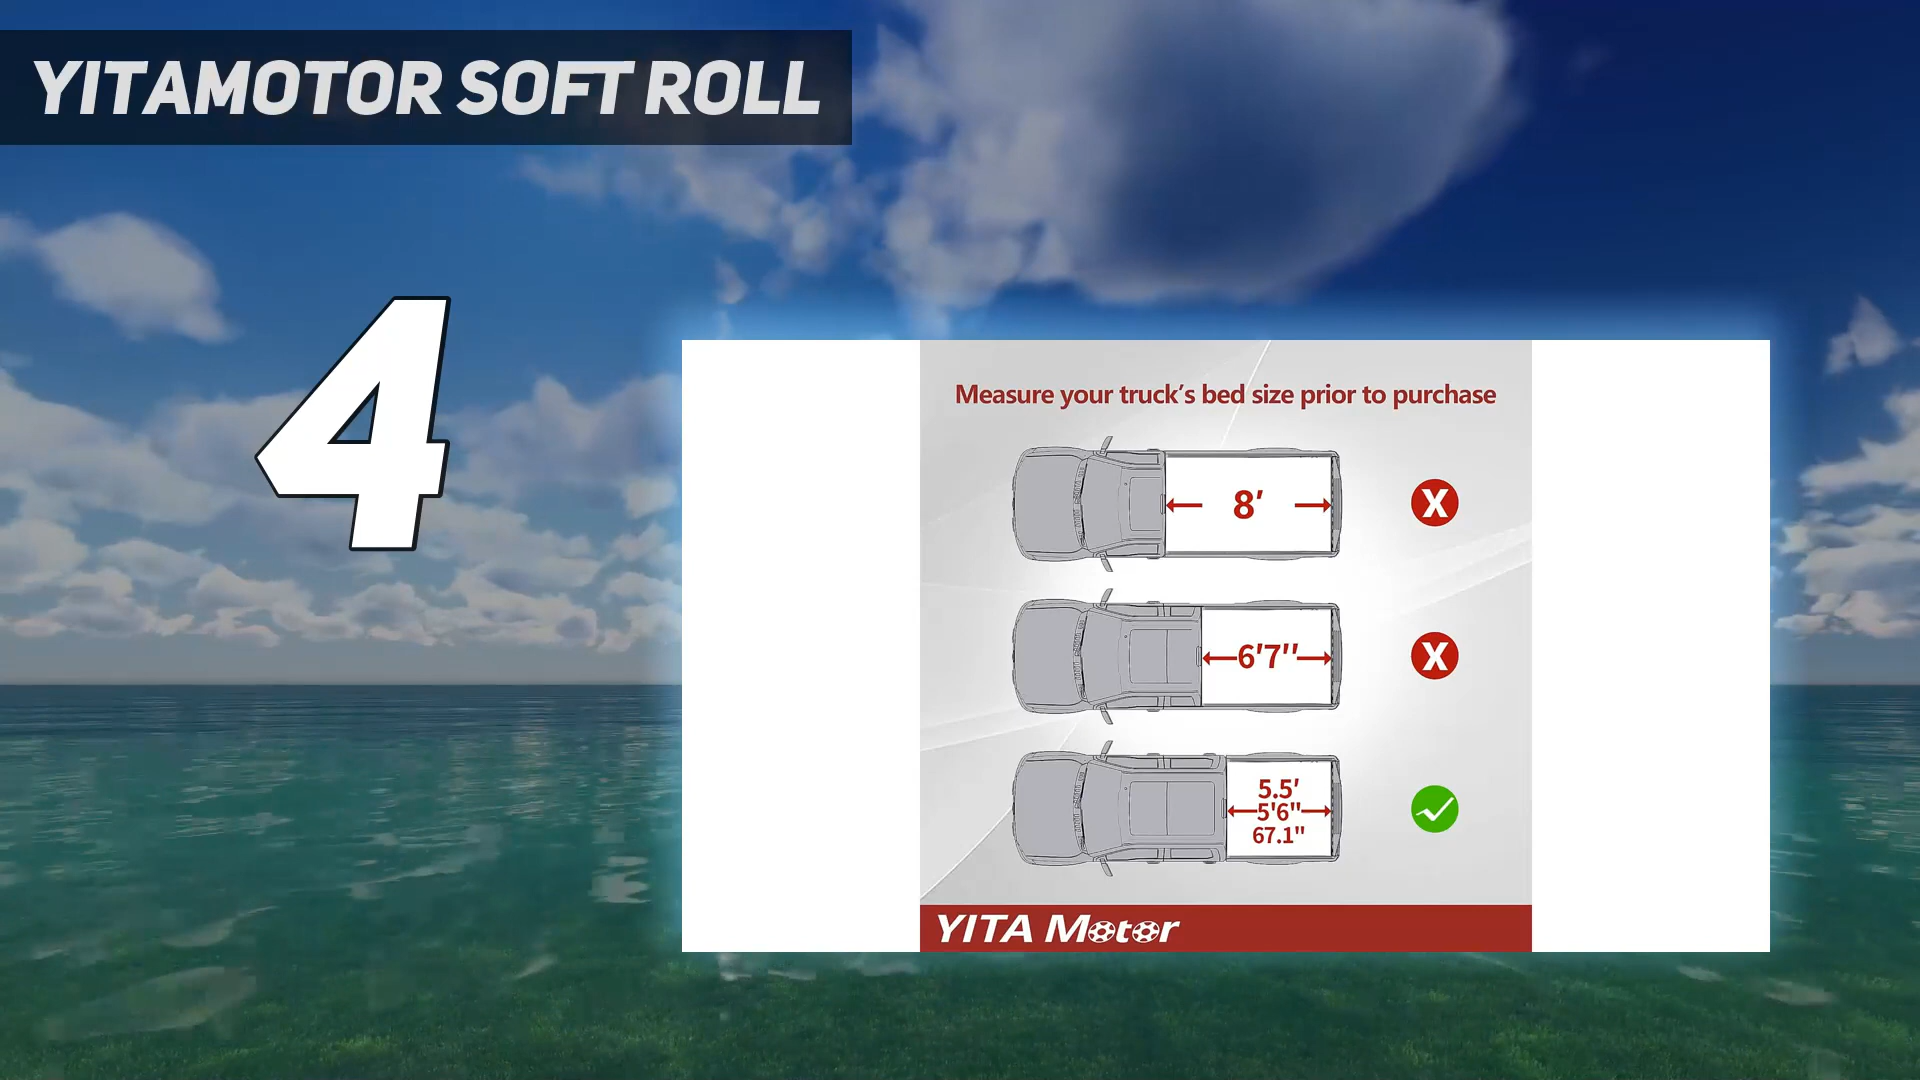 YITAMOTOR SOFT ROLL
4
Measure your truck’s bed size prior to purchase
8′
X
6′7′′
X
5.5′
5'6"
67.1"
YITA Motor